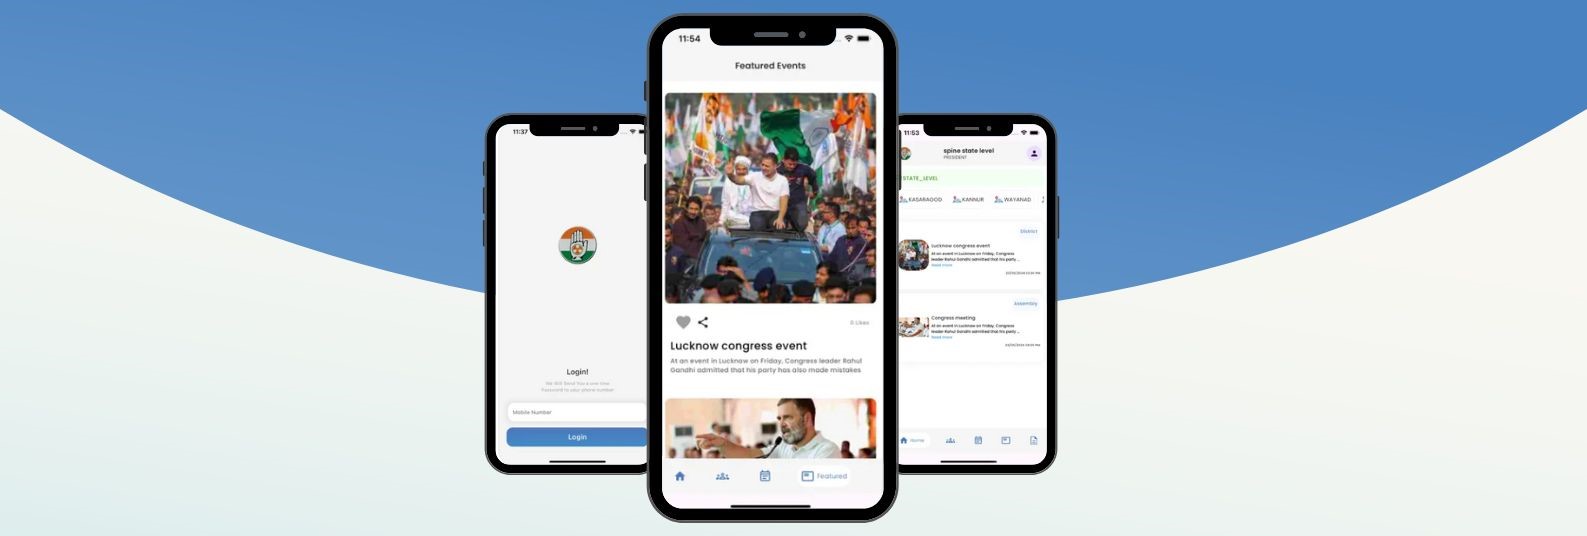 11:37
Login!
We Will Send You a one time
Password to your phone number
Mobile Number
Login
11:54
Featured Events
0 Likes
Lucknow congress event
At an event in Lucknow on Friday, Congress leader Rahul
Gandhi admitted that his party has also made mistakes
Featured
11:53
spine state level
PRESIDENT
STATE_LEVEL
KASARAGOD KANNUR WAYANAD
District
Lucknow congress event
At an event in Lucknow on Friday, Congress
leader Rahul Gandhi admitted that his party ...
Read more
Assembly
Congress meeting
At an event in Lucknow on Friday, Congress
leader Rahul Gandhi admitted that his party ...
Read more
Home